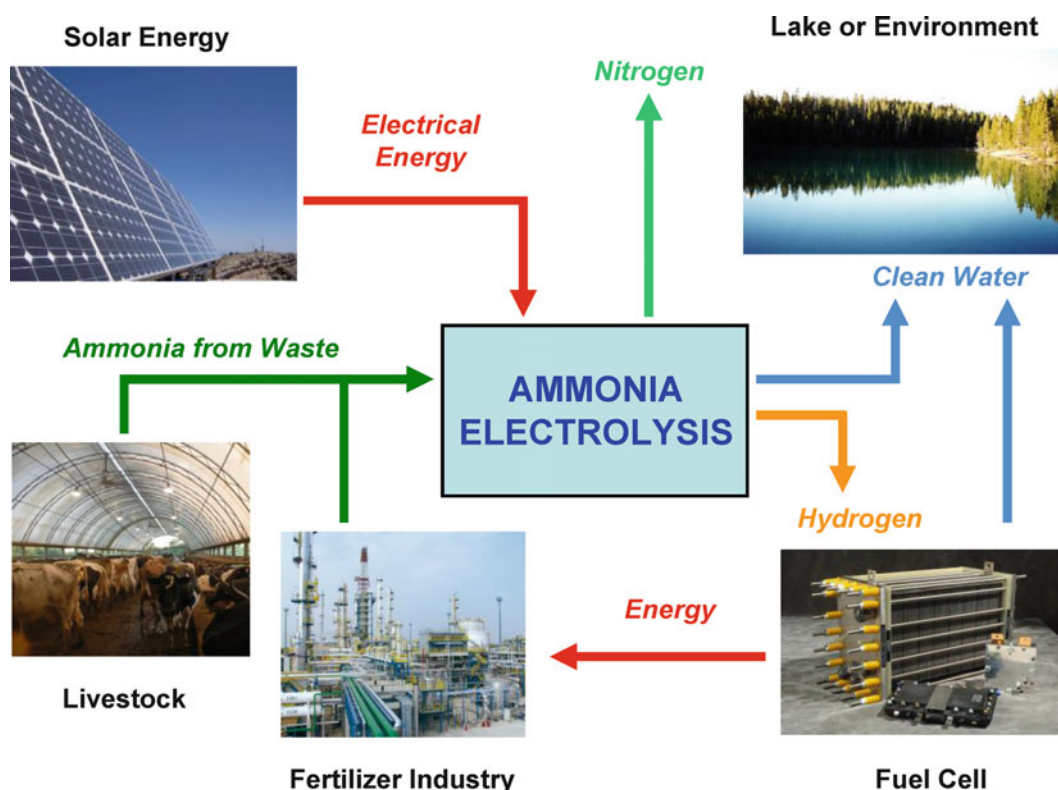 Solar Energy
Lake or Environment
Nitrogen
Electrical
Energy
Clean Water
Ammonia from Waste
AMMONIA
ELECTROLYSIS
Hydrogen
Energy
Livestock
Fertilizer Industry
Fuel Cell